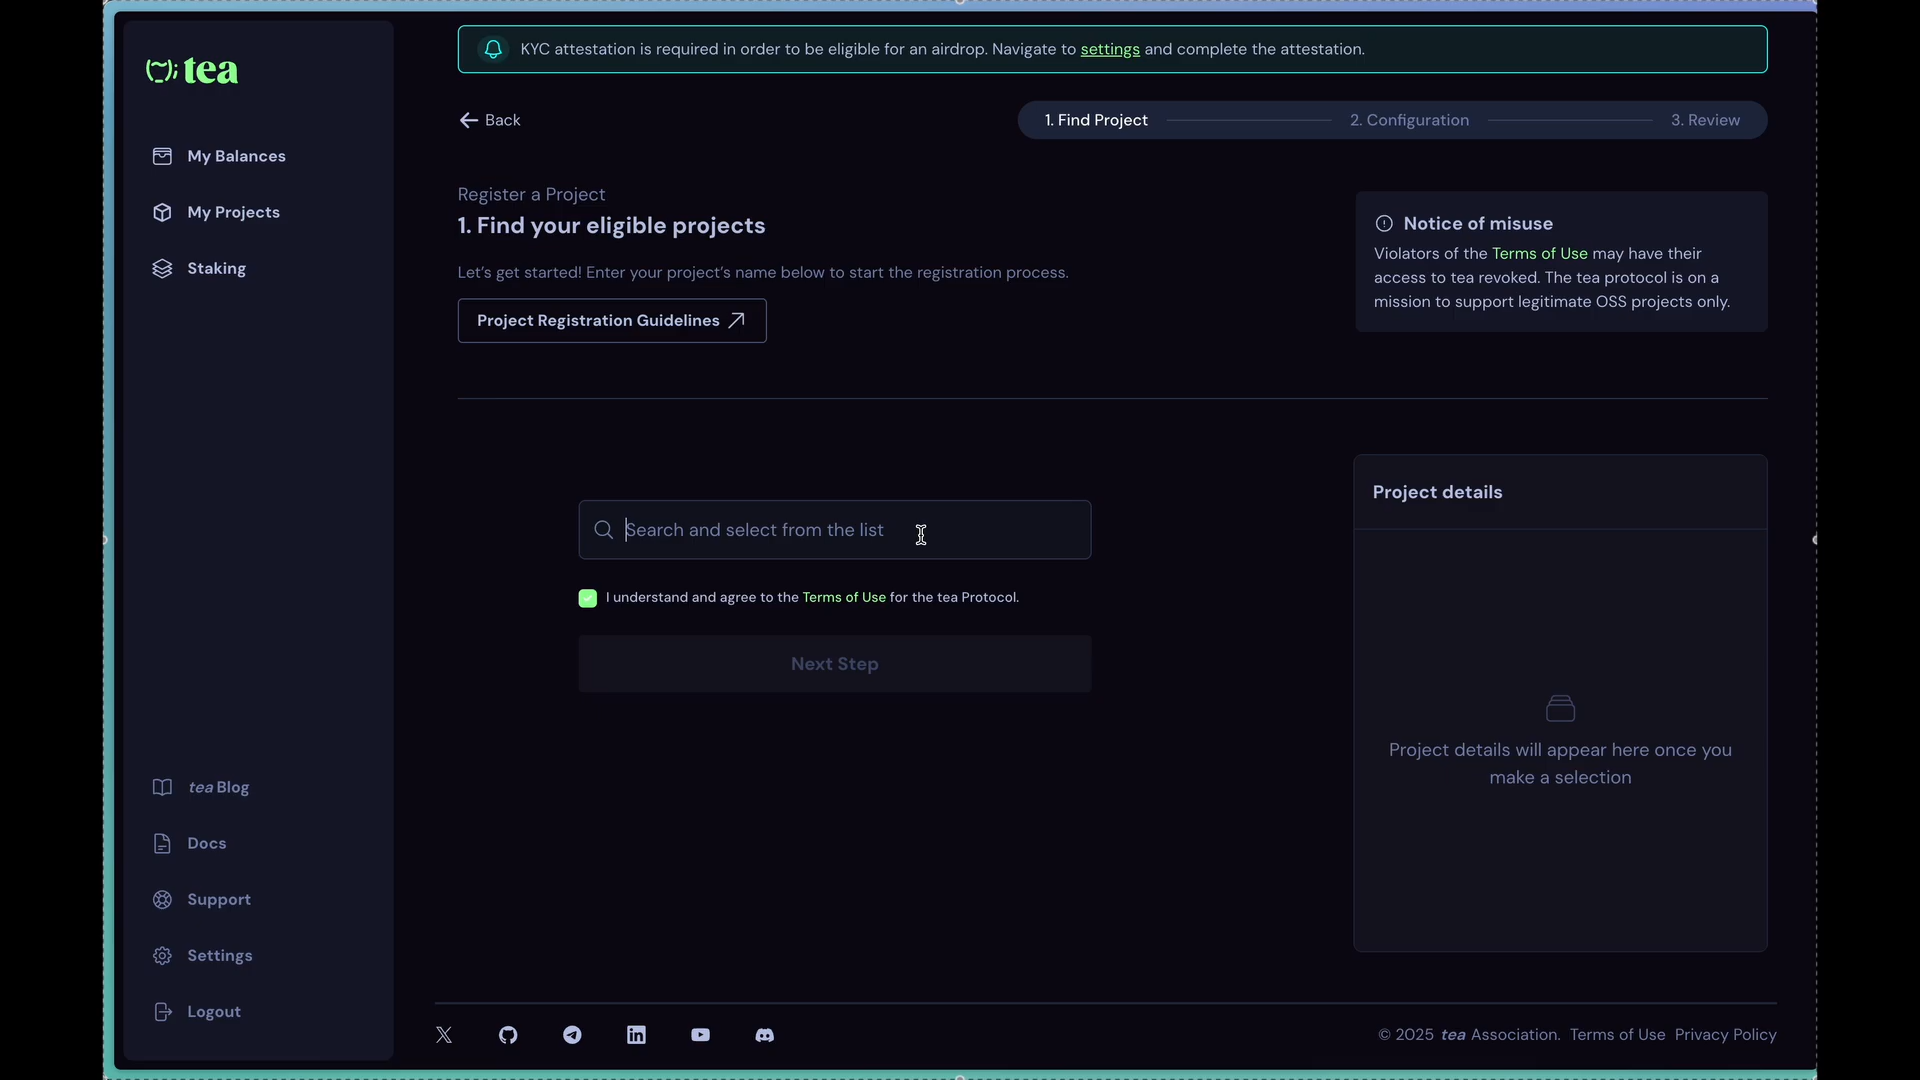 KYC attestation is required in order to be eligible for an airdrop. Navigate to settings and complete the attestation.
tea
My Balances
My Projects
Staking
tea Blog
Docs
Support
Settings
Logout
Back
1. Find Project
2. Configuration
3. Review
Register a Project
1. Find your eligible projects
Let's get started! Enter your project's name below to start the registration process.
Project Registration Guidelines
Notice of misuse
Violators of the Terms of Use may have their
access to tea revoked. The tea protocol is on a
mission to support legitimate OSS projects only.
Search and select from the list
I understand and agree to the Terms of Use for the tea Protocol.
Next Step
Project details
Project details will appear here once you
make a selection
© 2025 tea Association. Terms of Use Privacy Policy